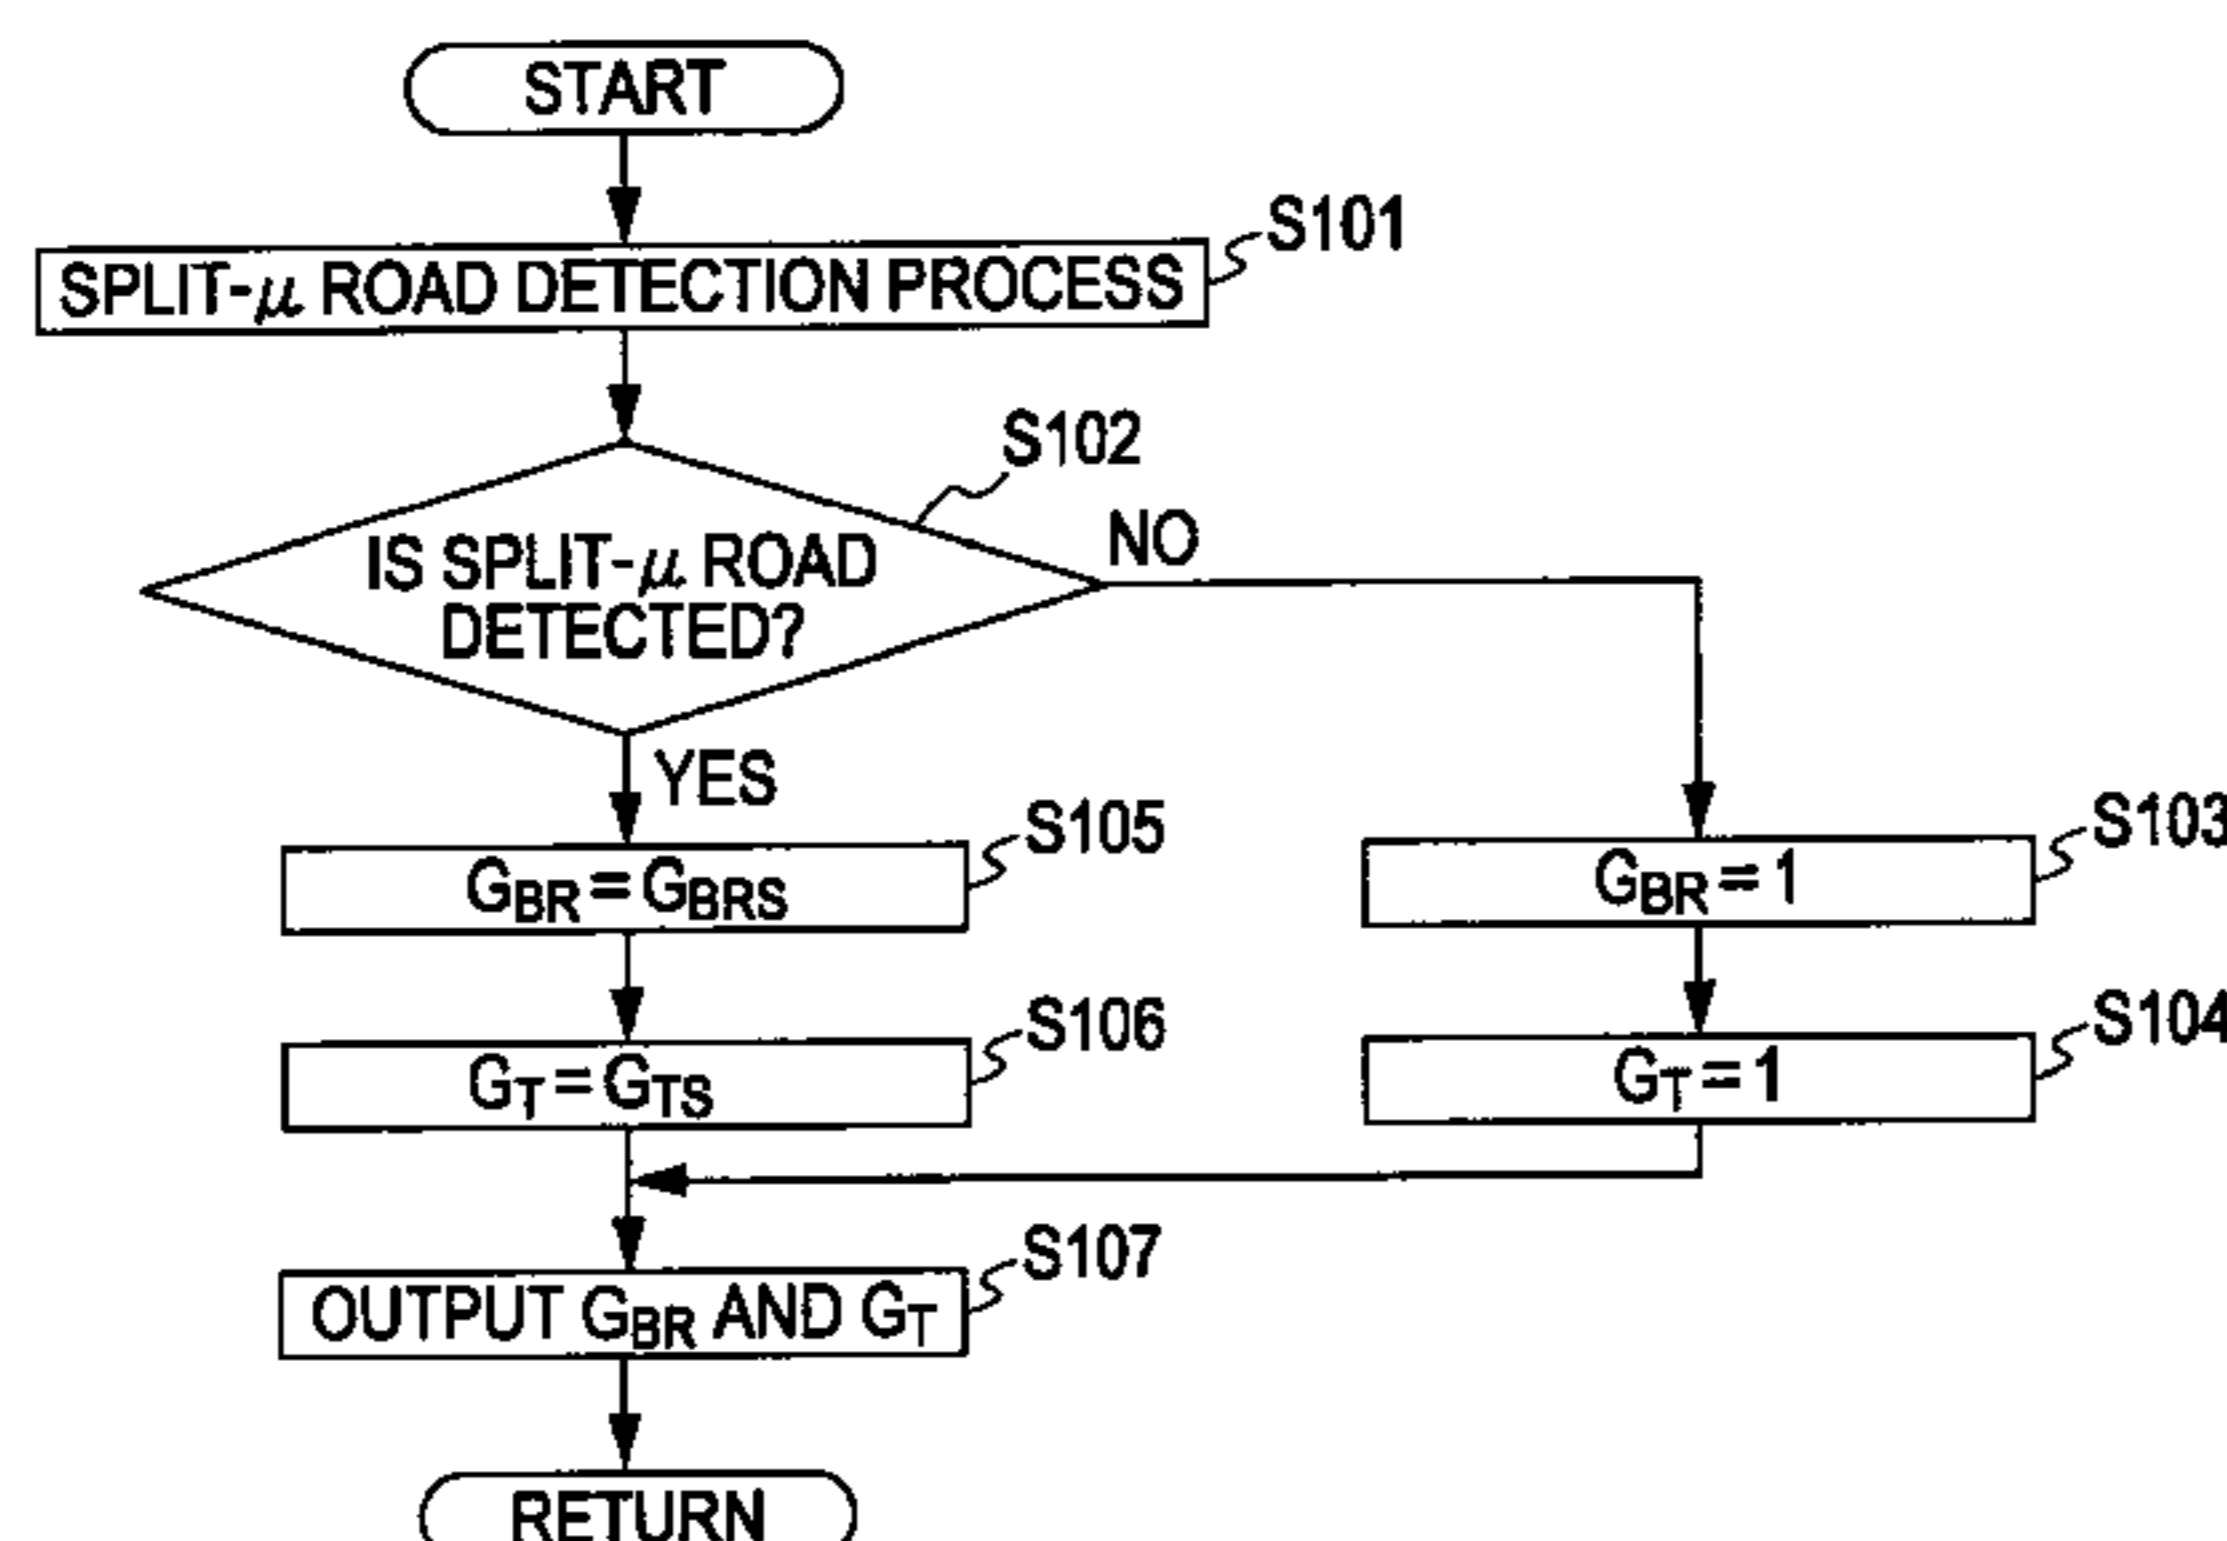 START
SPLIT-μ ROAD DETECTION PROCESS
S101
S102
IS SPLIT-μ ROAD
DETECTED?
NO
YES
S105
GBR = GBRS
S103
GBR = 1
S106
GT = GTS
S104
GT = 1
S107
OUTPUT GBR AND GT
RETURN